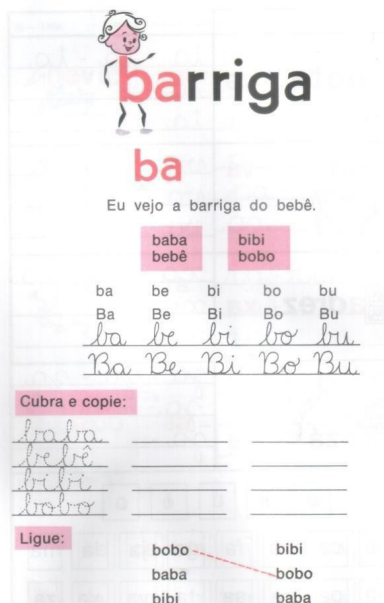 barriga
ba
Eu vejo a barriga do bebê.
baba bibi
bebê bobo
ba be bi bo bu
Ba Be Bi Bo Bu
ba be bi bo bu
Ba Be Bi Bo Bu
Cubra e copie:
baba
bebê
bibi
bobo
Ligue:
bobo bibi
baba bobo
bibi baba